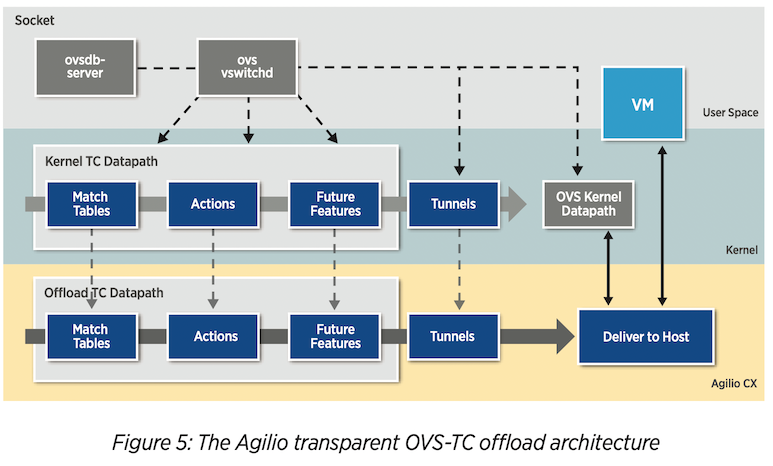 Socket
ovsdb-
server
ovs
vswitchd
VM
User Space
Kernel TC Datapath
Match
Tables
Actions
Future
Features
Tunnels
OVS Kernel
Datapath
Kernel
Offload TC Datapath
Match
Tables
Actions
Future
Features
Tunnels
Deliver to Host
Agilio CX
Figure 5: The Agilio transparent OVS-TC offload architecture